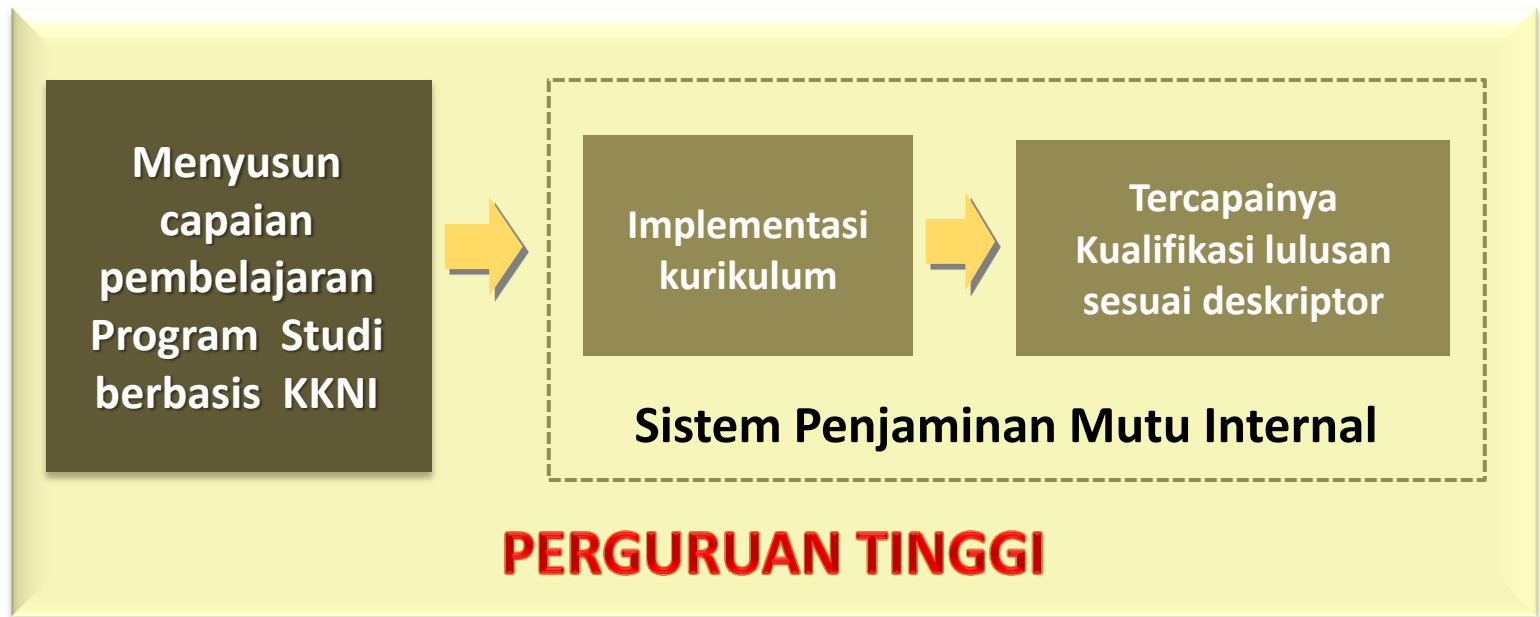 Menyusun
capaian
pembelajaran
Program Studi
berbasis KKNI
Implementasi
kurikulum
Tercapainya
Kualifikasi lulusan
sesuai deskriptor
Sistem Penjaminan Mutu Internal
PERGURUAN TINGGI